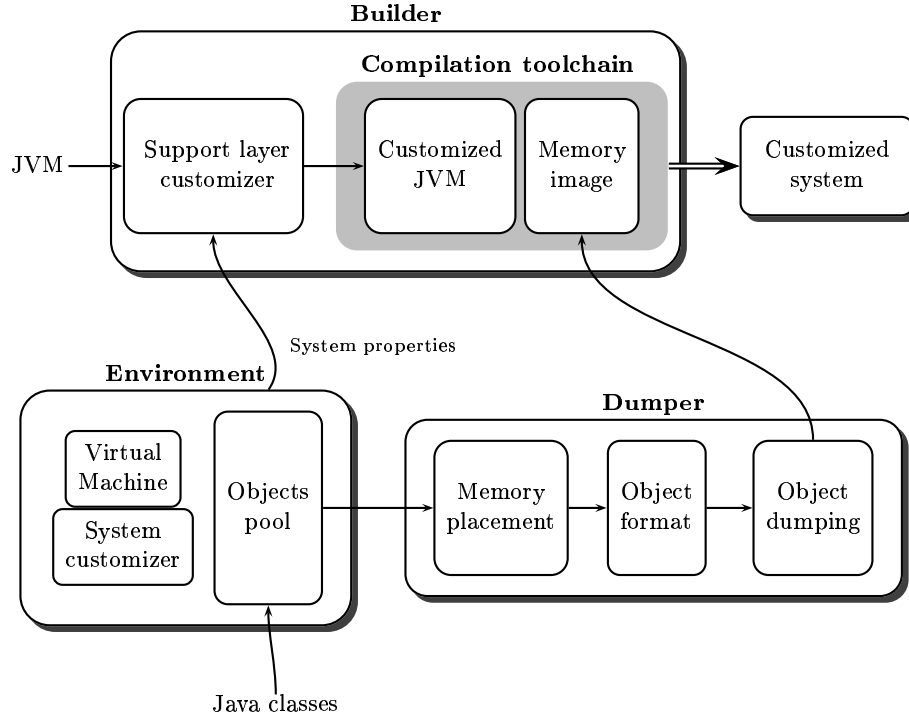 Builder
Compilation toolchain
JVM
Support layer
customizer
Customized
JVM
Memory
image
Customized
system
System properties
Environment
Virtual
Machine
System
customizer
Objects
pool
Dumper
Memory
placement
Object
format
Object
dumping
Java classes